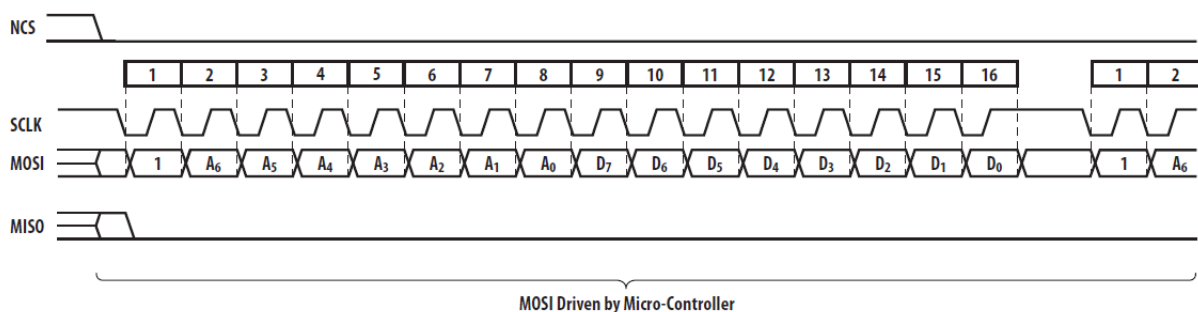 NCS
1 2 3 4 5 6 7 8 9 10 11 12 13 14 15 16 1 2
SCLK
MOSI 1 A₆ A₅ A₄ A₃ A₂ A₁ A₀ D₇ D₆ D₅ D₄ D₃ D₂ D₁ D₀ 1 A₆
MISO
MOSI Driven by Micro-Controller